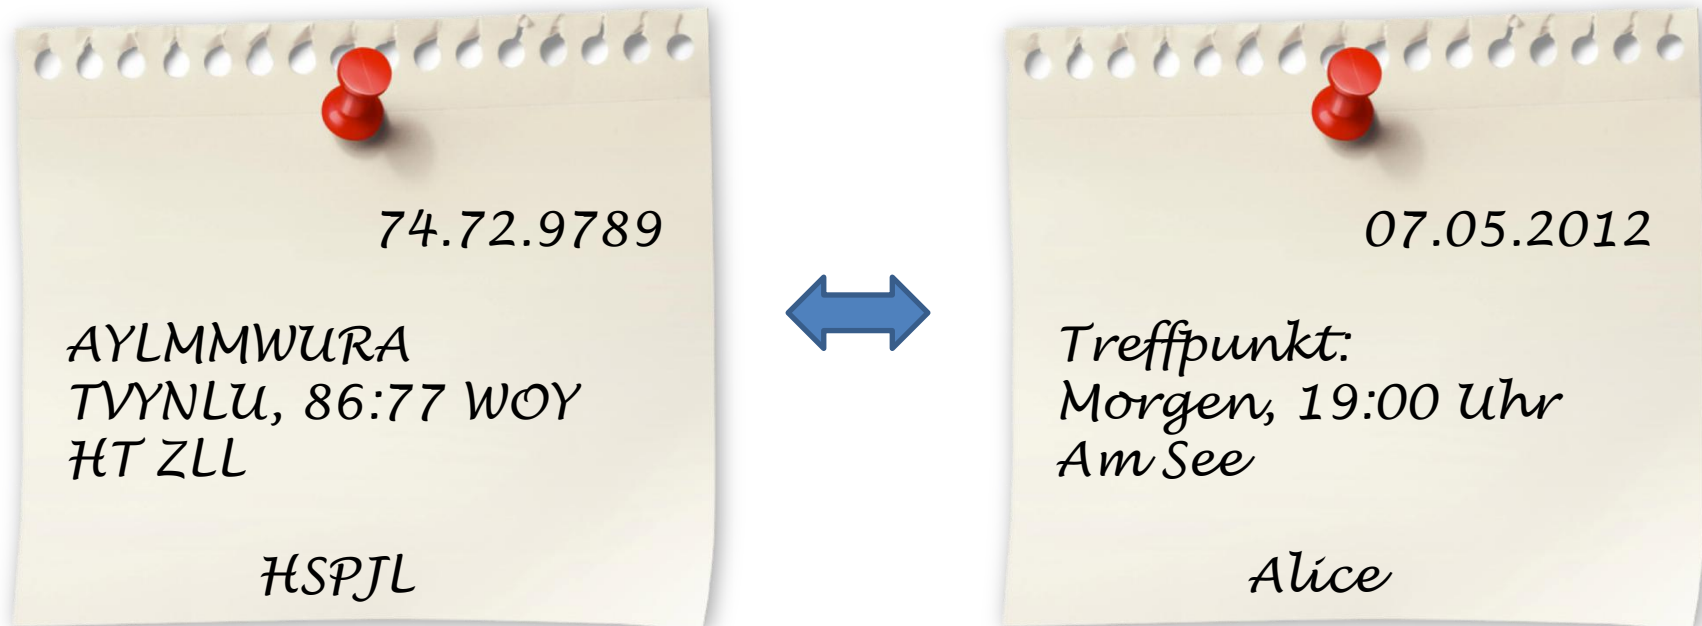 74.72.9789
AYLMMWURA
TVYNLU, 86:77 WOY
HT ZLL
HSPJL
07.05.2012
Treffpunkt:
Morgen, 19:00 Uhr
Am See
Alice